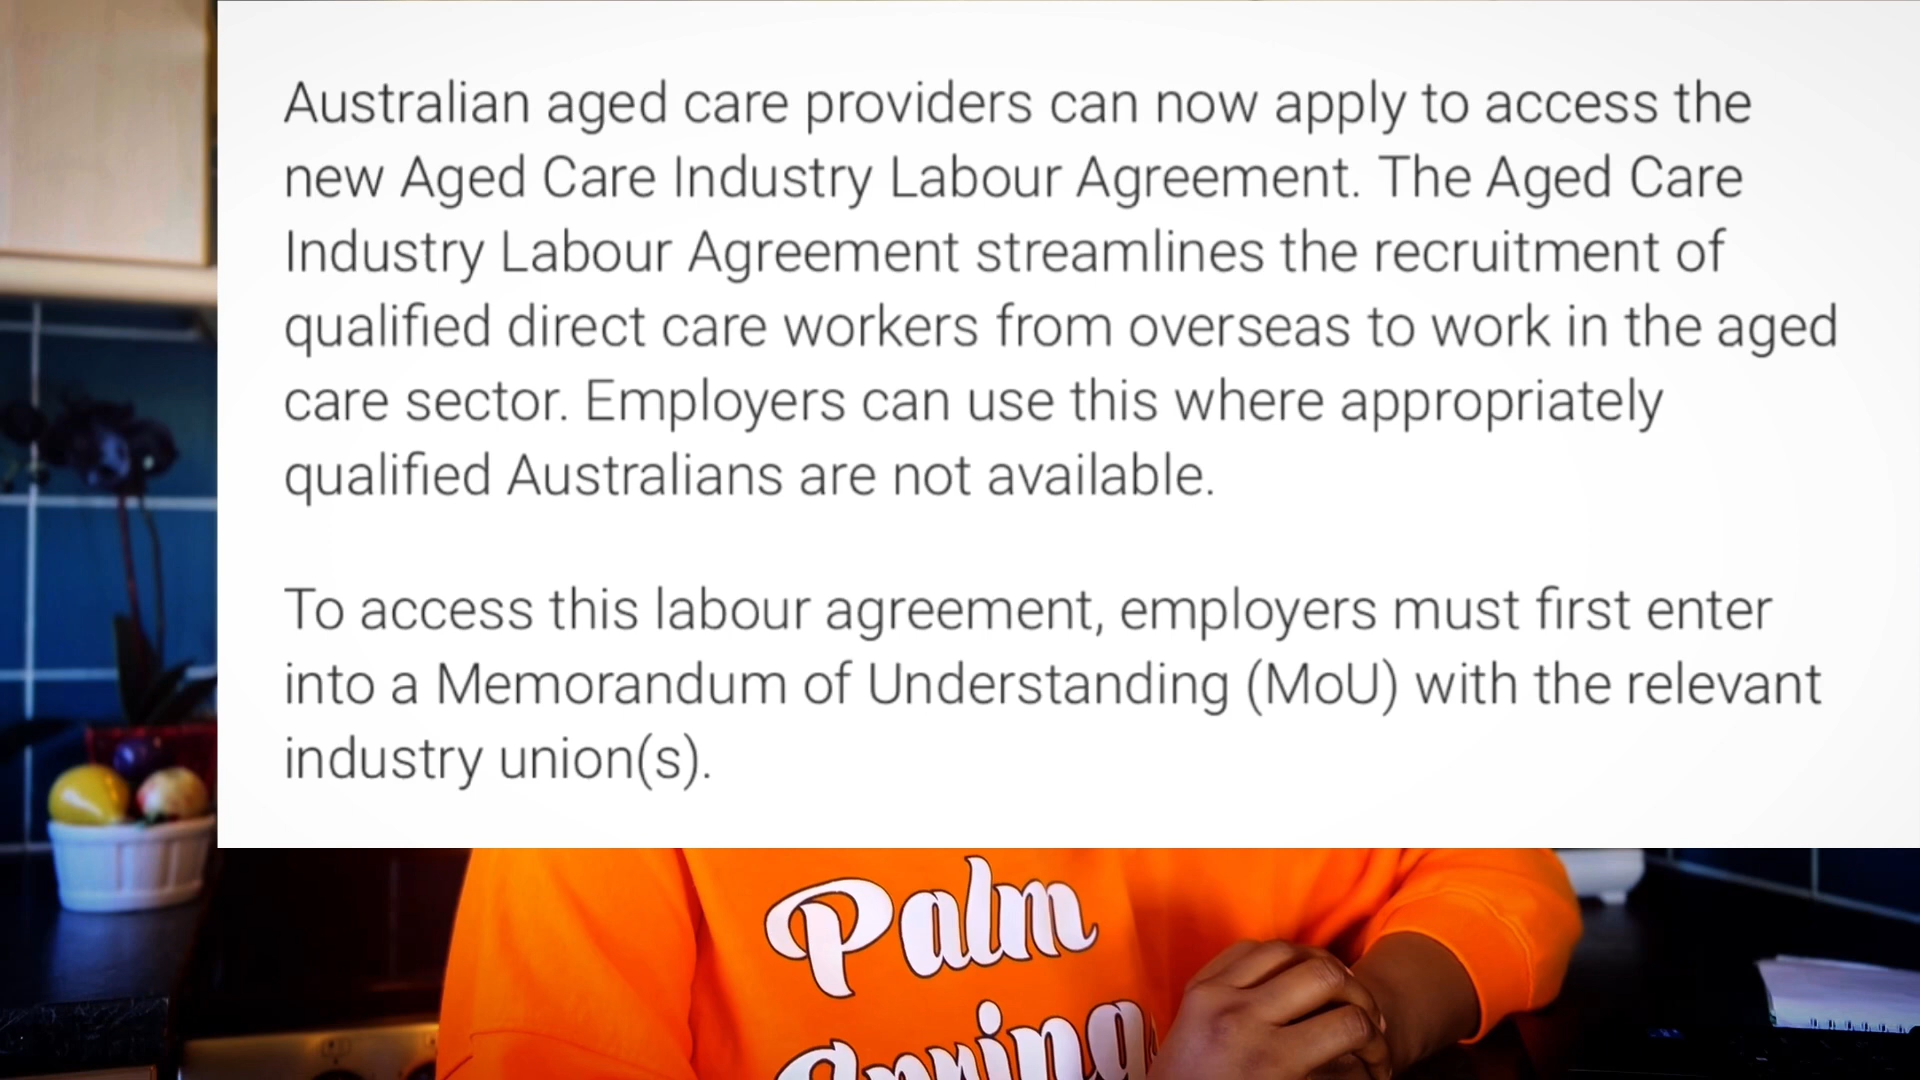 Australian aged care providers can now apply to access the
new Aged Care Industry Labour Agreement. The Aged Care
Industry Labour Agreement streamlines the recruitment of
qualified direct care workers from overseas to work in the aged
care sector. Employers can use this where appropriately
qualified Australians are not available.
To access this labour agreement, employers must first enter
into a Memorandum of Understanding (MoU) with the relevant
industry union(s).
Palm